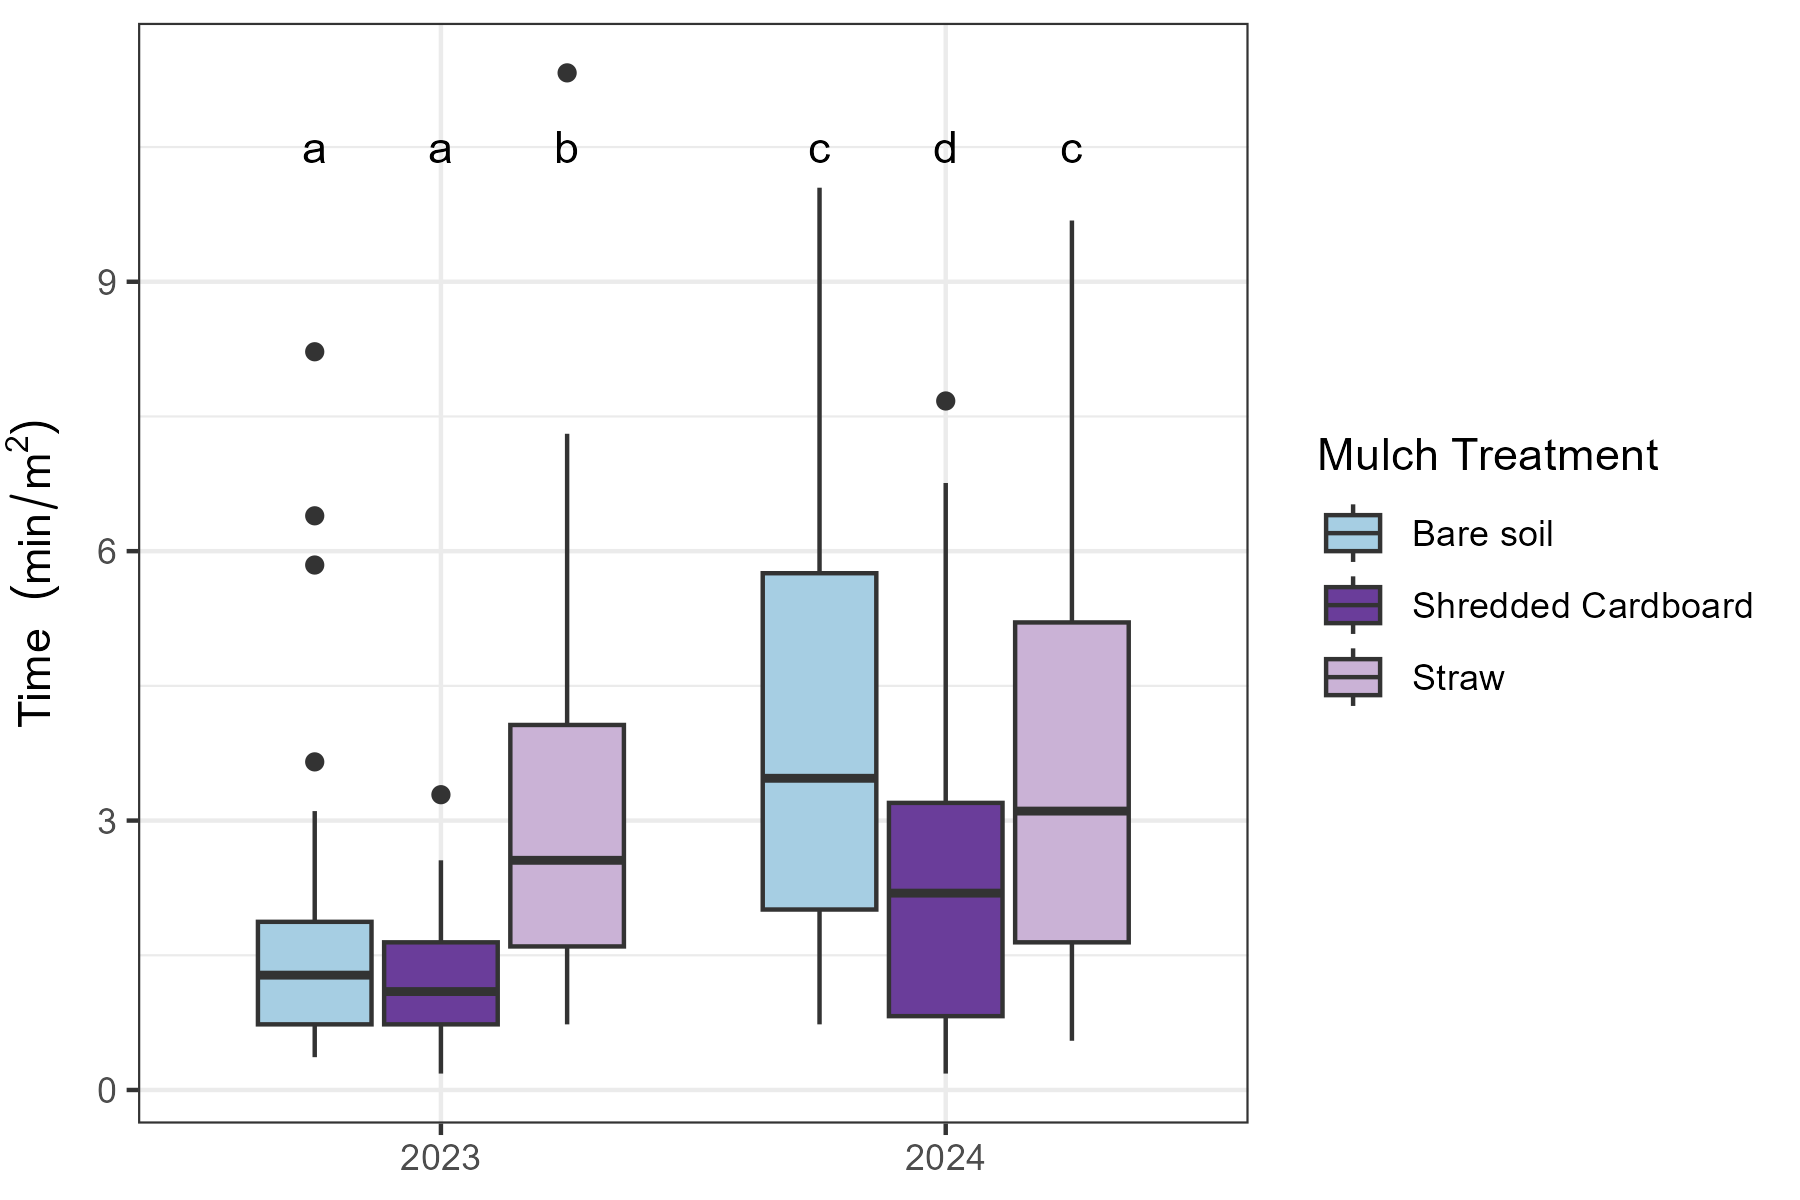 a a b c d c
9
6
3
0
Time (min/m²)
2023 2024
Mulch Treatment
Bare soil
Shredded Cardboard
Straw